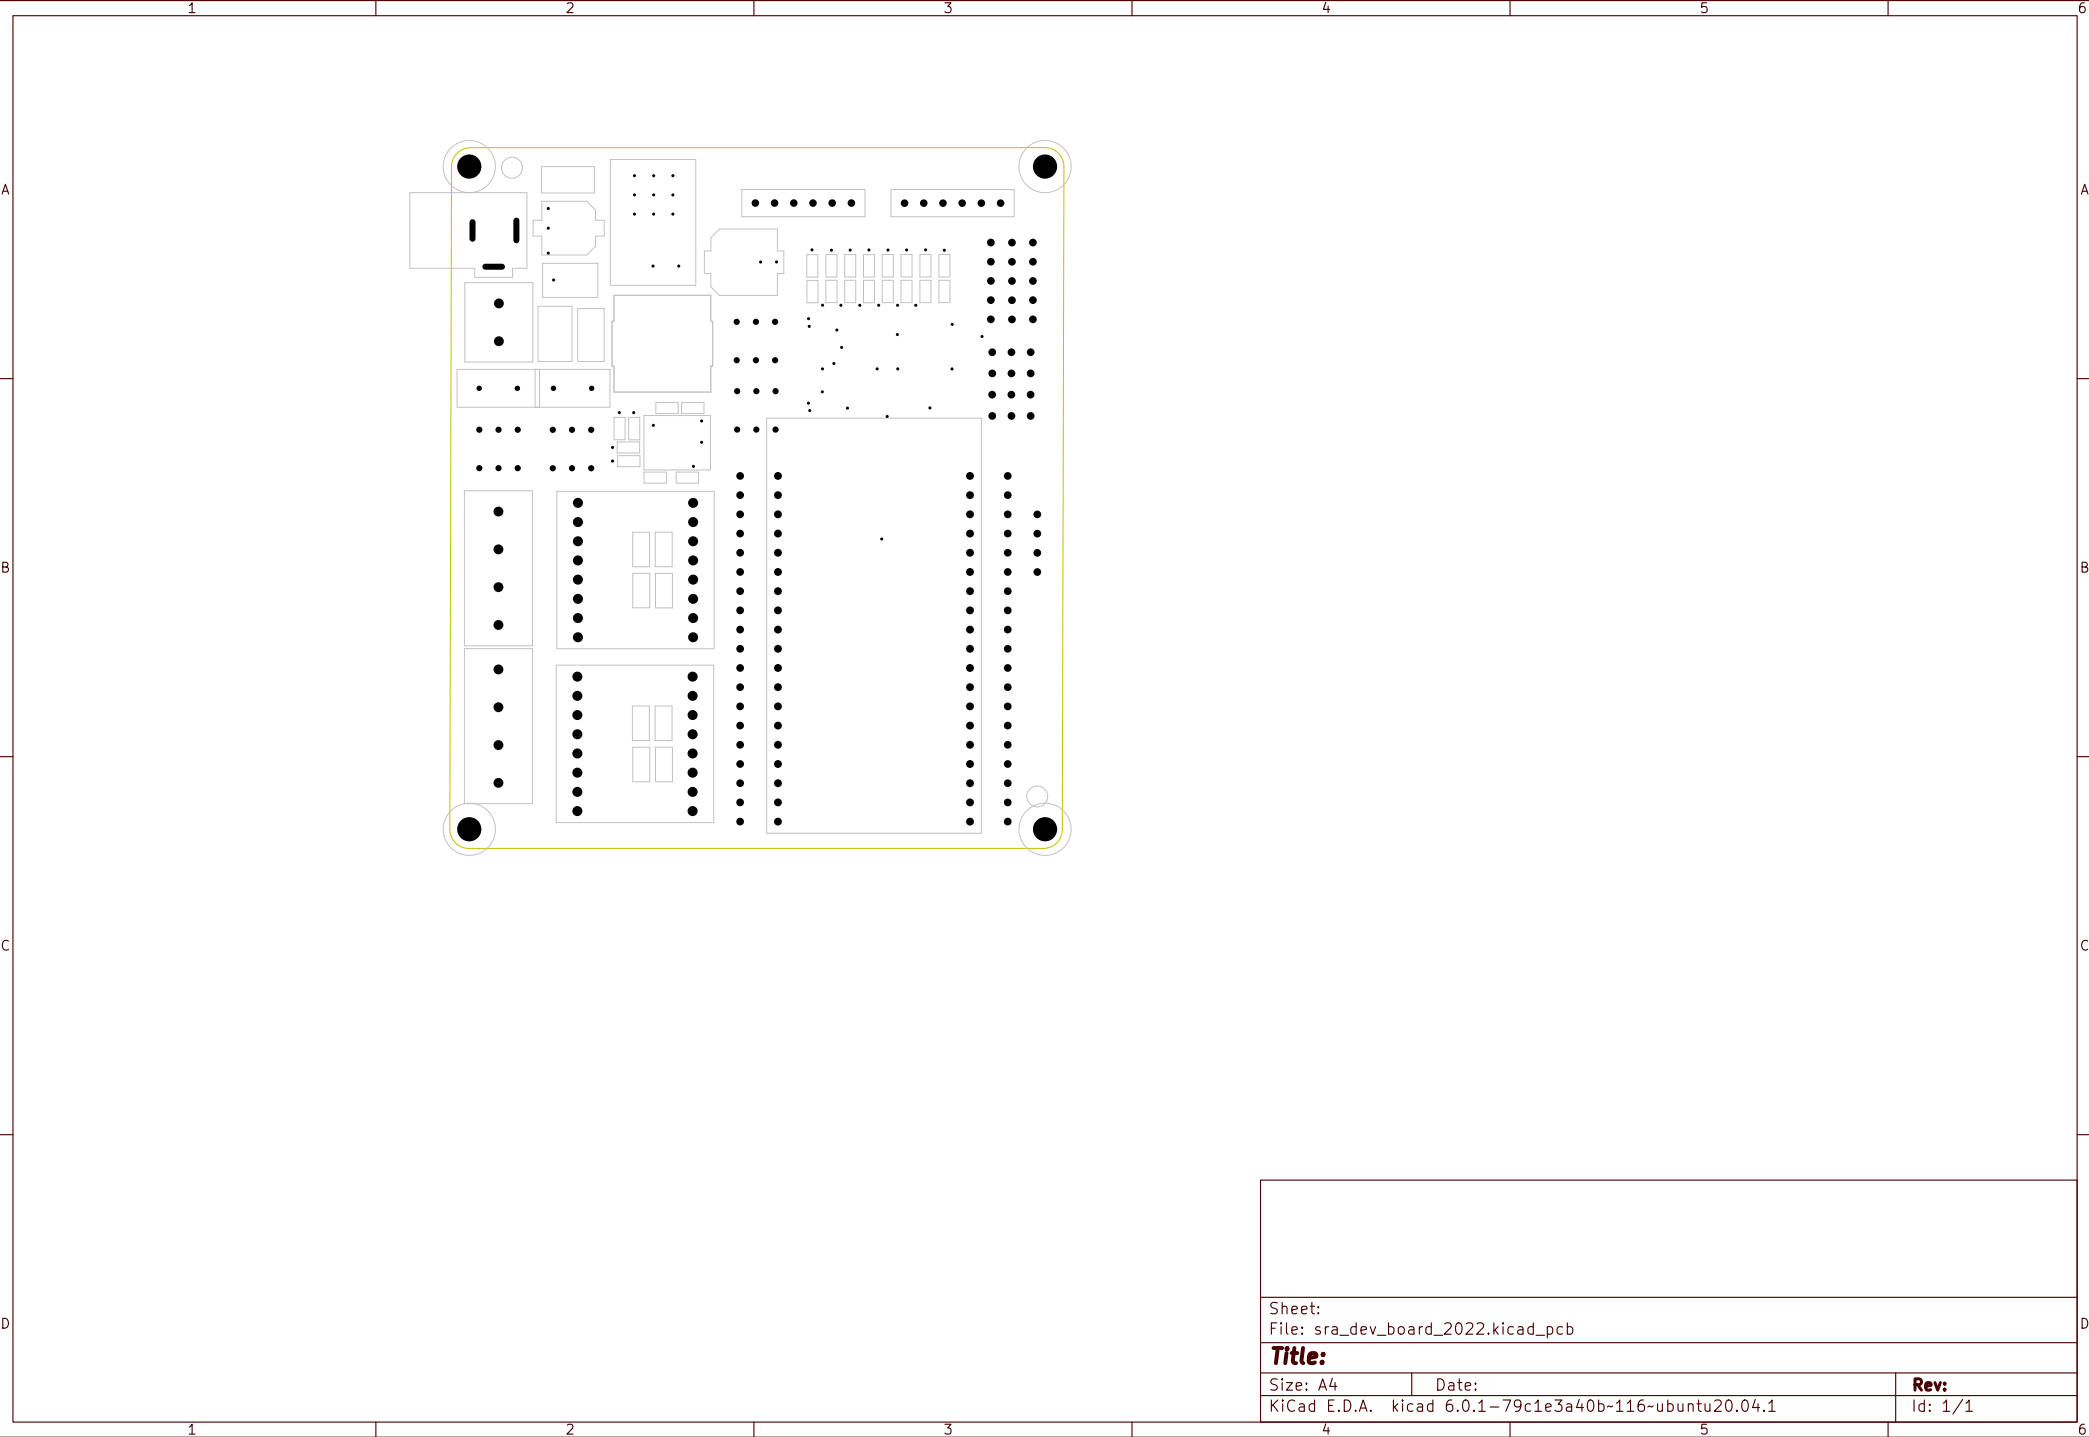 1 2 3 4 5 6
A A
B B
C C
D D
Sheet:
File: sra_dev_board_2022.kicad_pcb
Title:
Size: A4 Date: Rev:
KiCad E.D.A. kicad 6.0.1-79c1e3a40b~116~ubuntu20.04.1 Id: 1/1
1 2 3 4 5 6